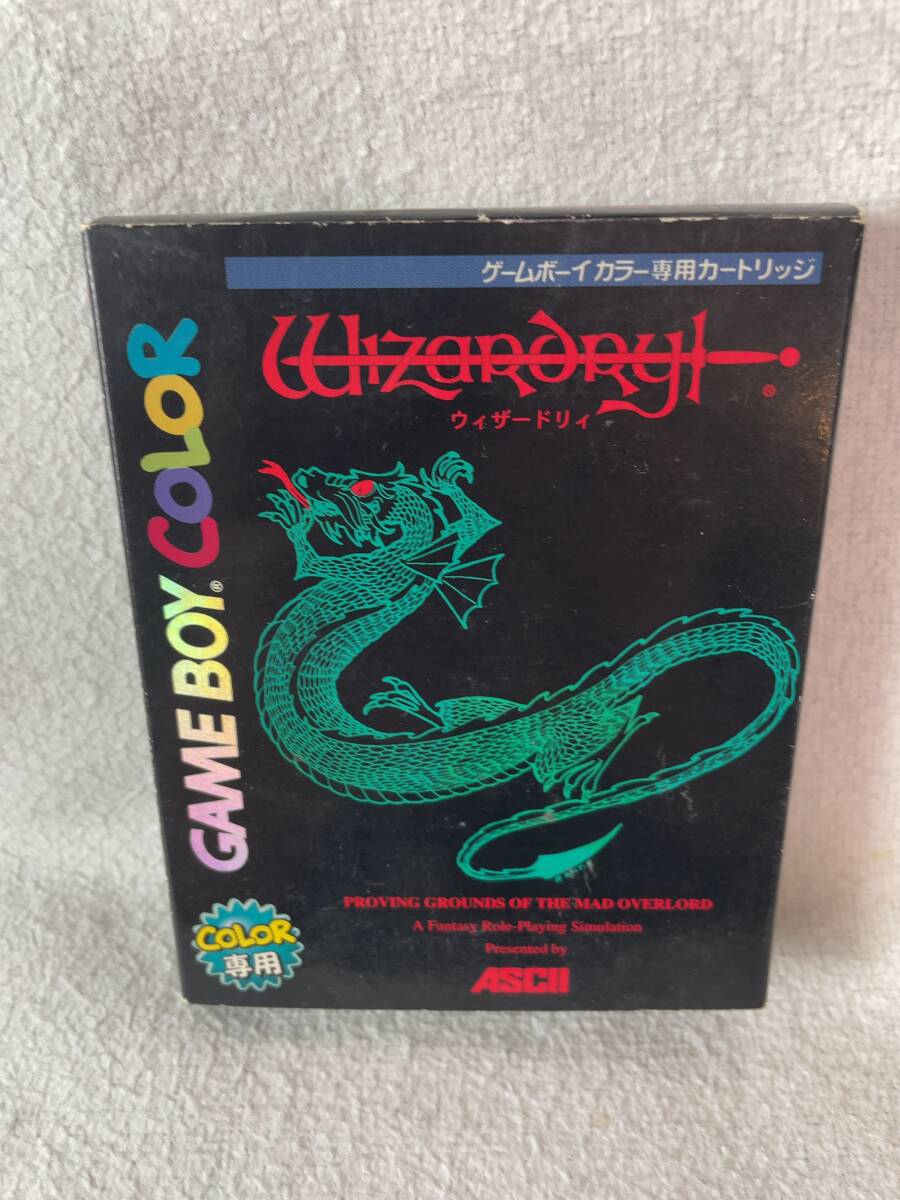 ゲームボーイカラー専用カートリッジ
Wizardry
®
ウィザードリィ
GAME BOY® COLOR
PROVING GROUNDS OF THE MAD OVERLORD
A Fantasy Role-Playing Simulation
Presented by
ASCII
COLOR
専用